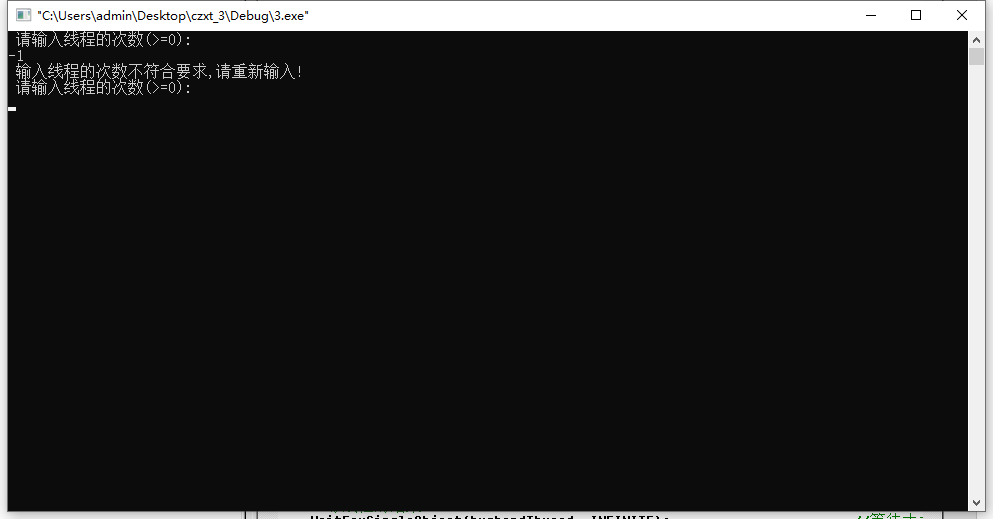 "C:\Users\admin\Desktop\czxt_3\Debug\3.exe"
请输入线程的次数(>=0):
-1
输入线程的次数不符合要求,请重新输入!
请输入线程的次数(>=0):